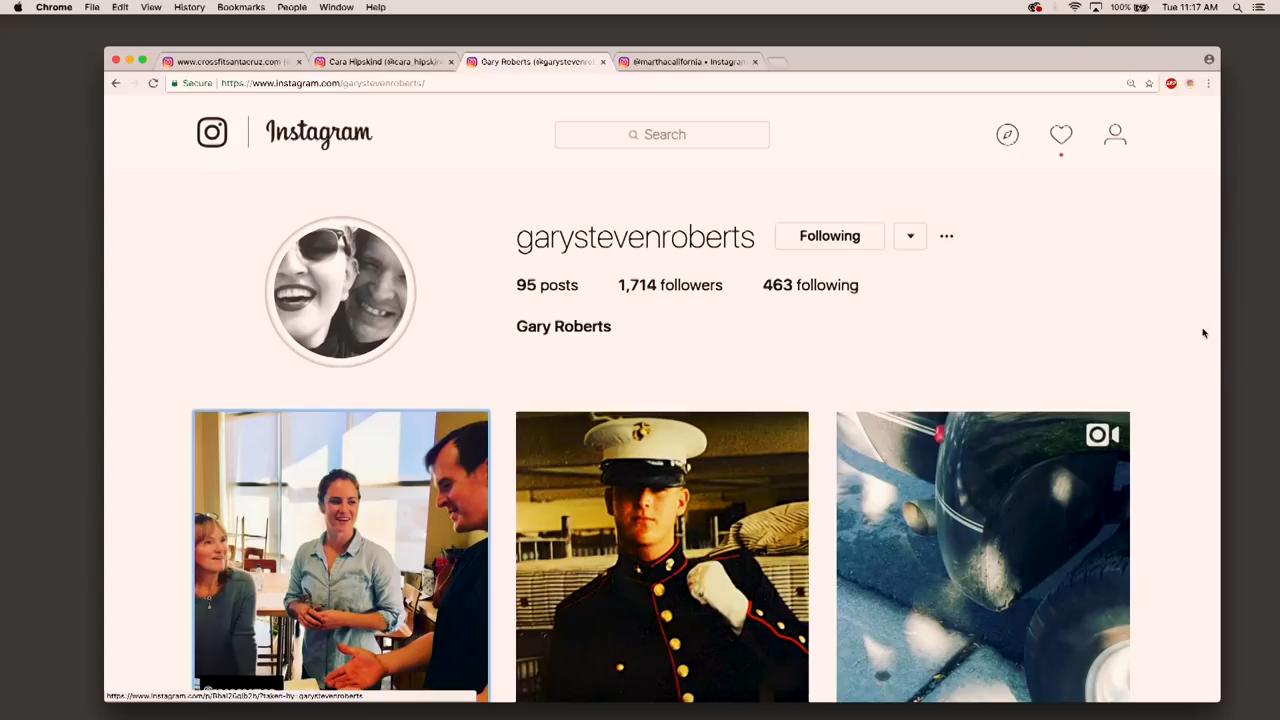 Chrome File Edit View History Bookmarks People Window Help 100% Tue 11:17 AM
www.crossfitsantacruz.com Cara Hipskind (@cara_hipskin Gary Roberts (@garystevenro @marthacalifornia • Instagram
Secure https://www.instagram.com/garystevenroberts/
Instagram Search
garystevenroberts Following
95 posts 1,714 followers 463 following
Gary Roberts